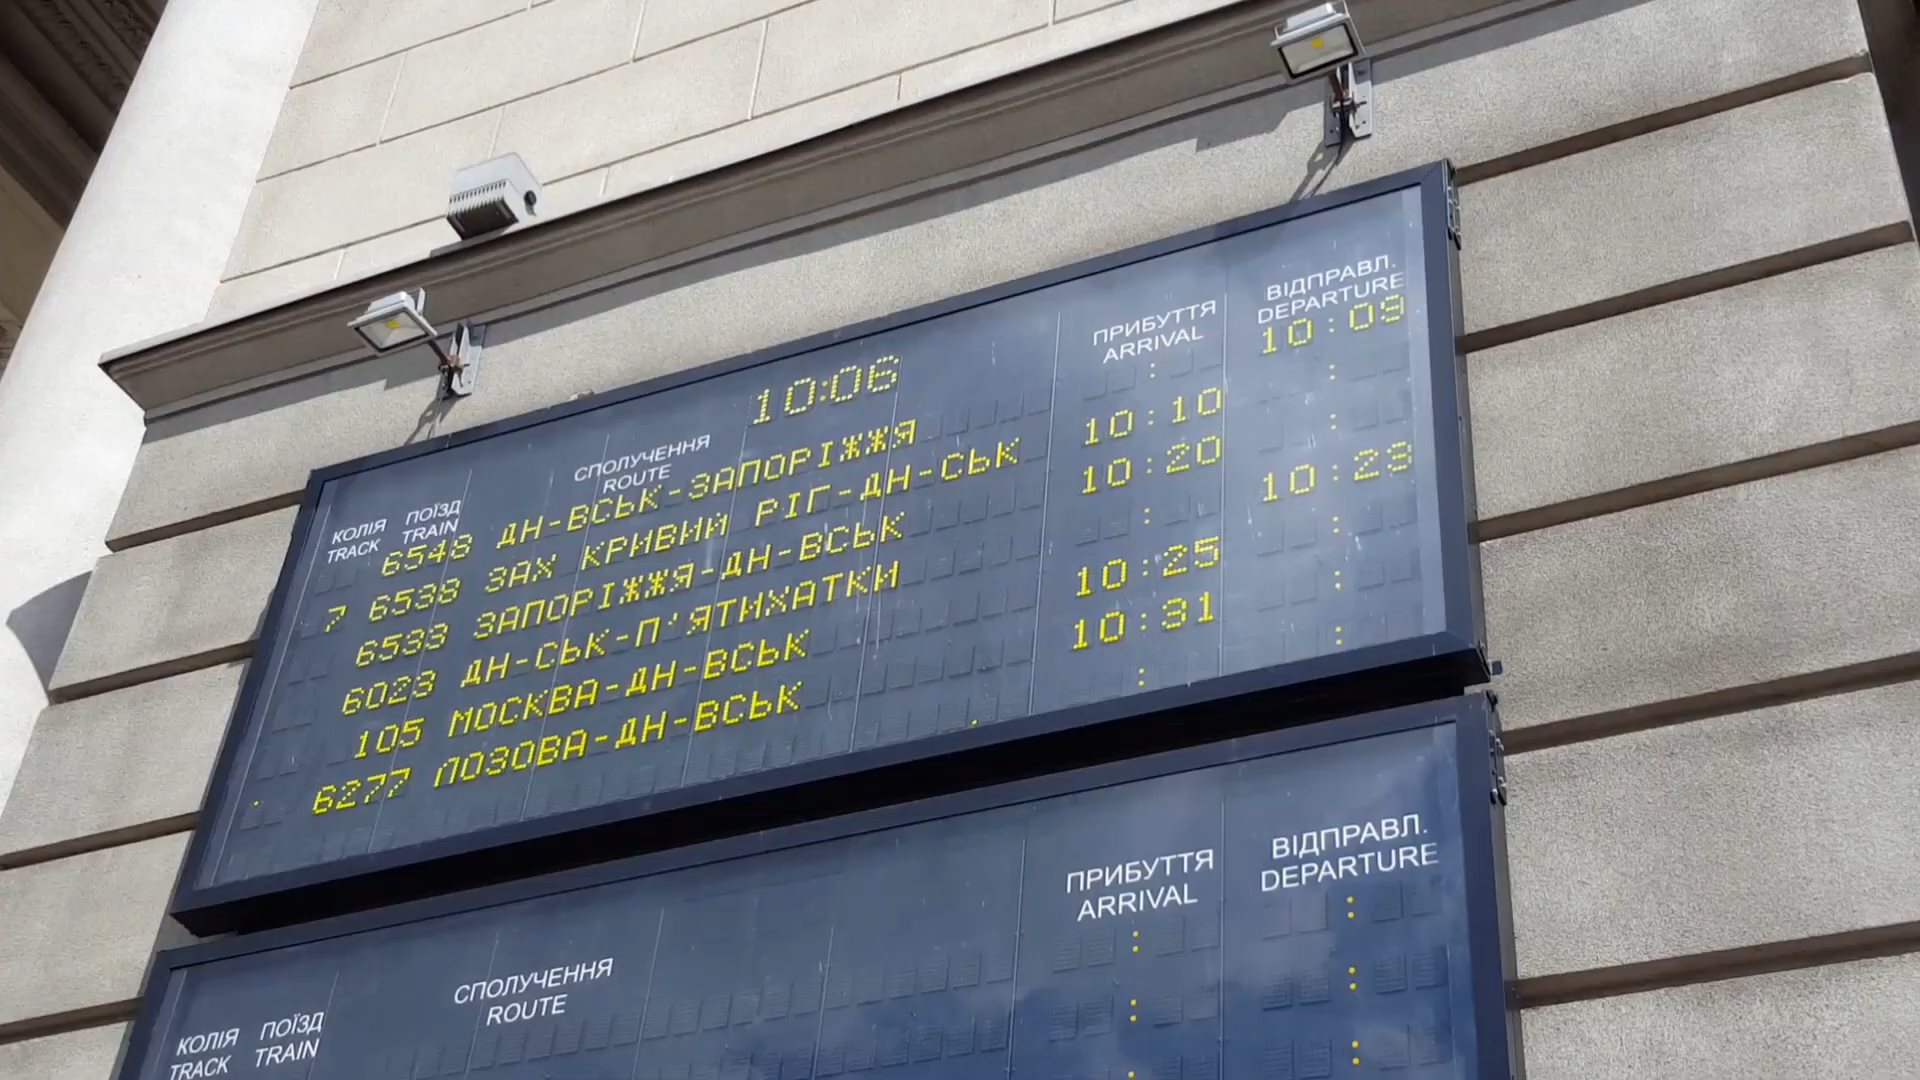 10:06
КОЛІЯ ПОЇЗД СПОЛУЧЕННЯ ПРИБУТТЯ ВІДПРАВЛ.
TRACK TRAIN ROUTE ARRIVAL DEPARTURE
6548 ДН-ВСЬК-ЗАПОРІЖЖЯ : 10:09
7 6538 ЗАХ КРИВИЙ РІГ-ДН-СЬК 10:10 :
6533 ЗАПОРІЖЖЯ-ДН-ВСЬК 10:20 :
6023 ДН-СЬК-П'ЯТИХАТКИ : 10:23
105 МОСКВА-ДН-ВСЬК 10:25 :
6277 ЛОЗОВА-ДН-ВСЬК 10:31 :
КОЛІЯ ПОЇЗД СПОЛУЧЕННЯ ПРИБУТТЯ ВІДПРАВЛ.
TRACK TRAIN ROUTE ARRIVAL DEPARTURE